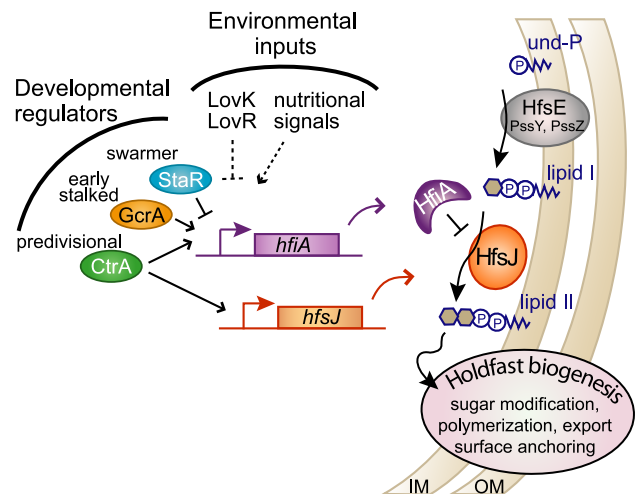 Environmental
inputs
Developmental
regulators
LovK
LovR
nutritional
signals
swarmer
StaR
early
stalked
GcrA
predivisional
CtrA
hfiA
hfsJ
und-P
P
HfsE
PssY, PssZ
lipid I
P P
HfiA
HfsJ
lipid II
P P
Holdfast biogenesis
sugar modification,
polymerization, export
surface anchoring
IM OM